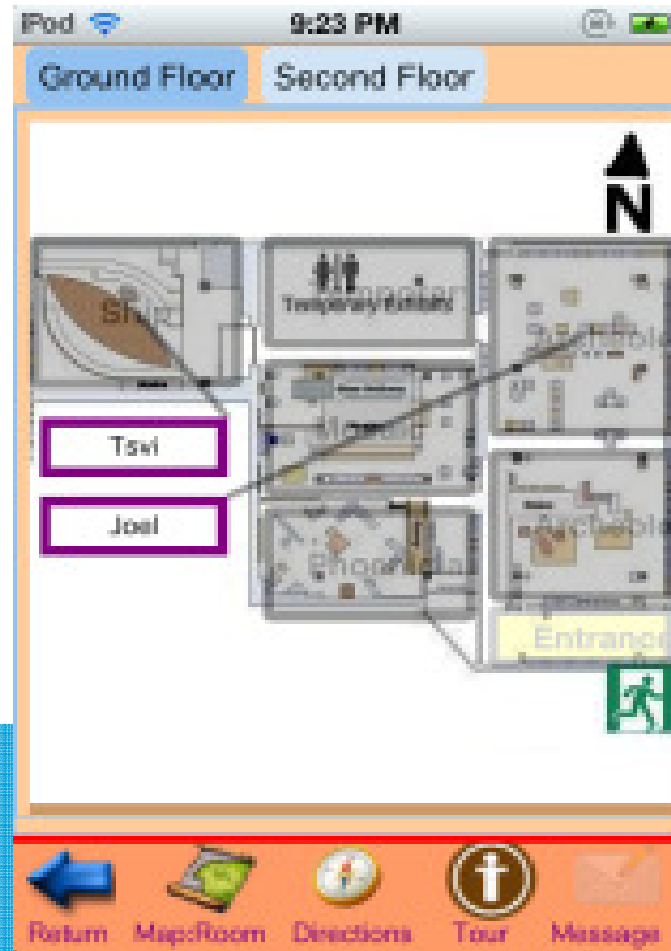 iPod 9:23 PM
Ground Floor Second Floor
N
Ship
Temporary Exhibits
Tsvi
Joel
Entrance
Return Map:Room Directions Tour Message